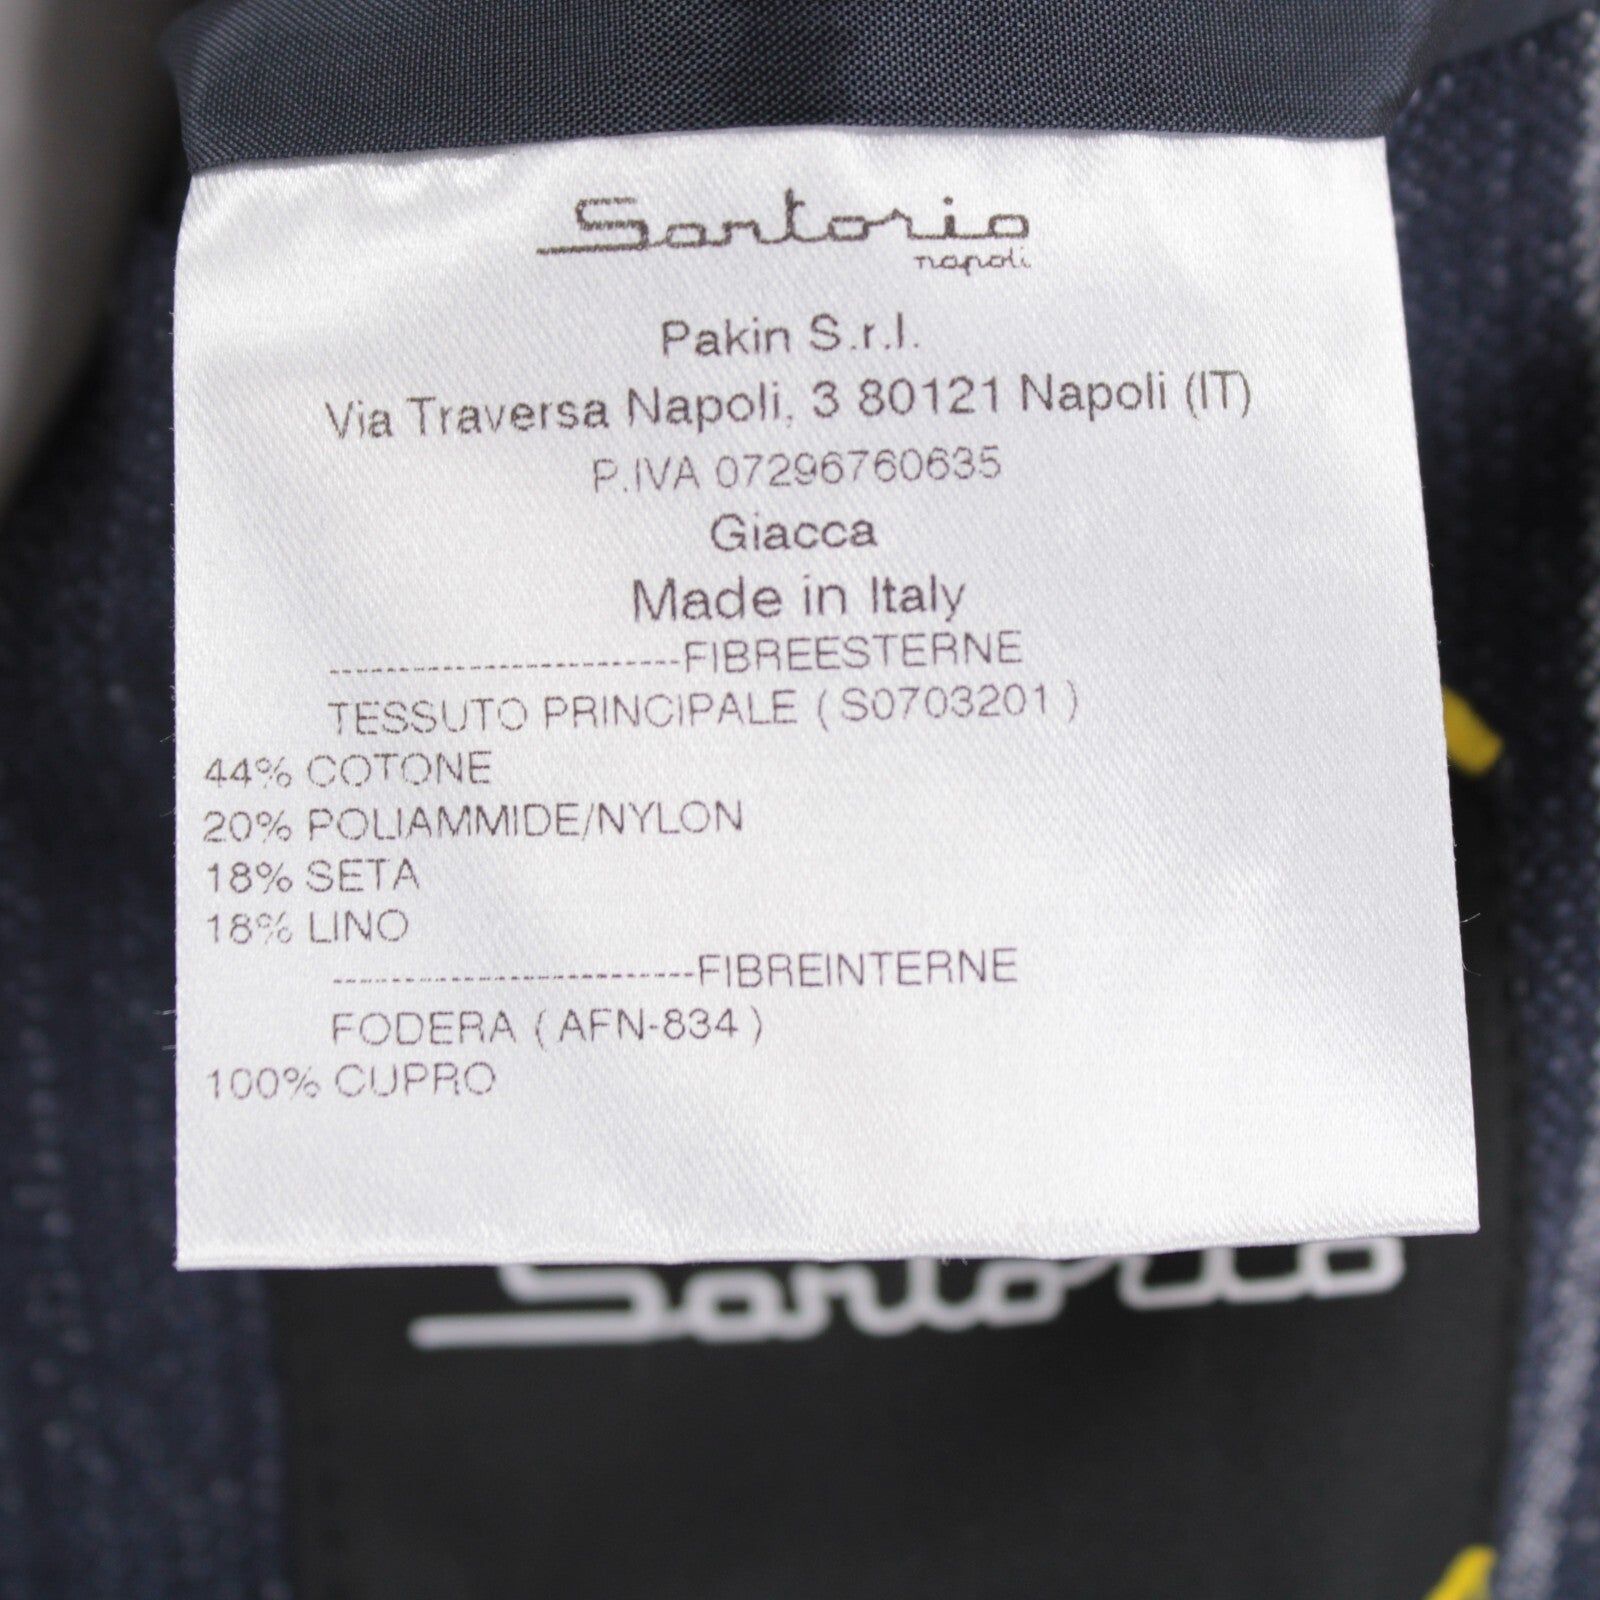 Sartorio
napoli
Pakin S.r.l.
Via Traversa Napoli, 3 80121 Napoli (IT)
P.IVA 07296760635
Giacca
Made in Italy
------------------------FIBREESTERNE
TESSUTO PRINCIPALE ( S0703201 )
44% COTONE
20% POLIAMMIDE/NYLON
18% SETA
18% LINO
-------------------------FIBREINTERNE
FODERA ( AFN-834 )
100% CUPRO
Sartorio